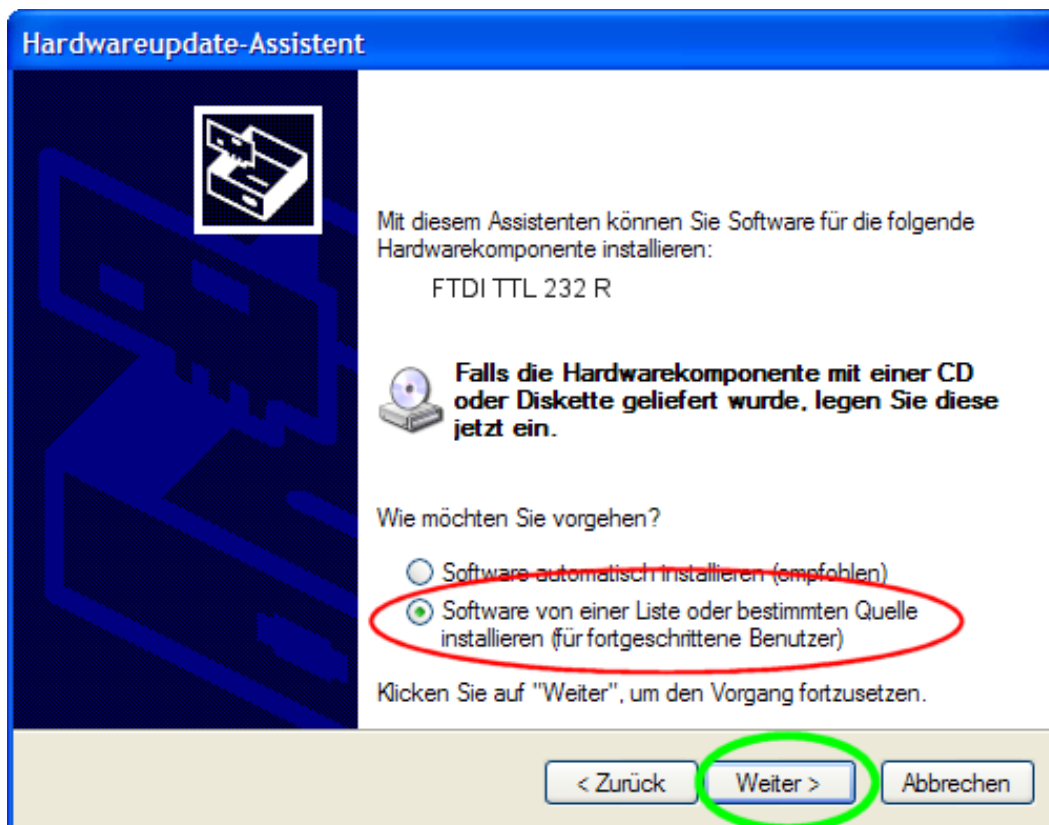 Hardwareupdate-Assistent
Mit diesem Assistenten können Sie Software für die folgende
Hardwarekomponente installieren:
FTDI TTL 232 R
Falls die Hardwarekomponente mit einer CD
oder Diskette geliefert wurde, legen Sie diese
jetzt ein.
Wie möchten Sie vorgehen?
Software automatisch installieren (empfohlen)
Software von einer Liste oder bestimmten Quelle
installieren (für fortgeschrittene Benutzer)
Klicken Sie auf "Weiter", um den Vorgang fortzusetzen.
< Zurück Weiter > Abbrechen